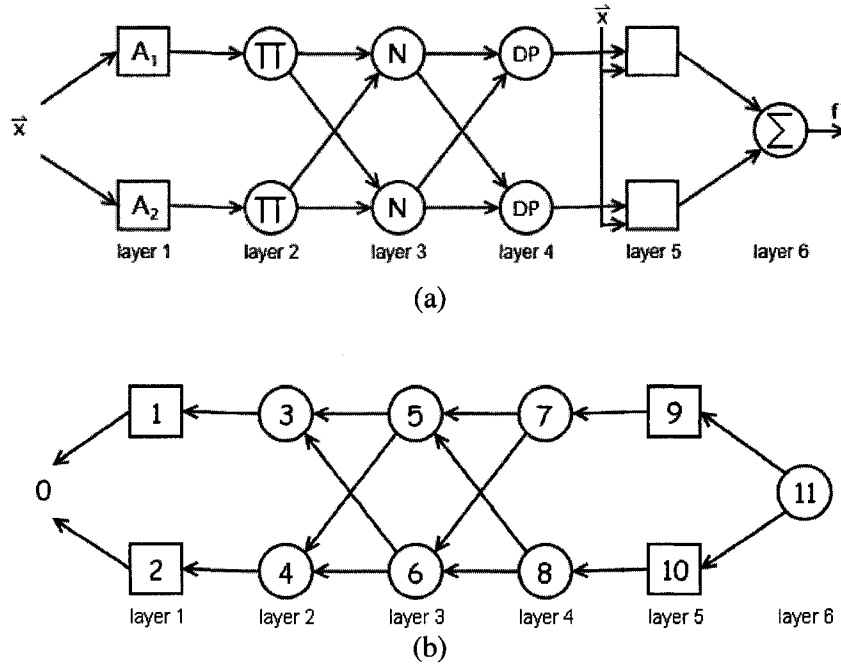 x⃗
A₁ ∏ N DP
x⃗ A₂ ∏ N DP ∑ f
layer 1 layer 2 layer 3 layer 4 layer 5 layer 6
(a)
1 3 5 7 9
0 11
2 4 6 8 10
layer 1 layer 2 layer 3 layer 4 layer 5 layer 6
(b)